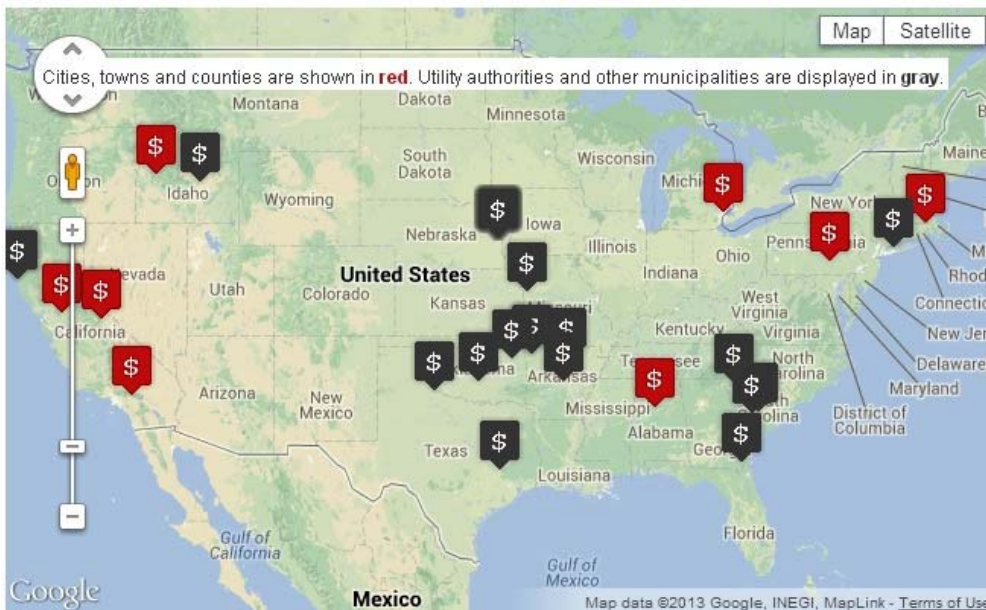 Map Satellite
Cities, towns and counties are shown in red. Utility authorities and other municipalities are displayed in gray.
Montana
Dakota
Minnesota
Maine
South
Dakota
Wisconsin
Idaho
Wyoming
New York
Iowa
Nebraska
Illinois
Ohio
United States
Indiana
Utah
Colorado
Kansas
West
Virginia
California
Kentucky
Virginia
New Jer
Delaware
Maryland
Arizona
New
Mexico
Arkansas
North
Mississippi
District of
Columbia
Alabama
Texas
Louisiana
Florida
Gulf of
California
Gulf of
Mexico
Mexico
Google
Map data ©2013 Google, INEGI, MapLink - Terms of Use